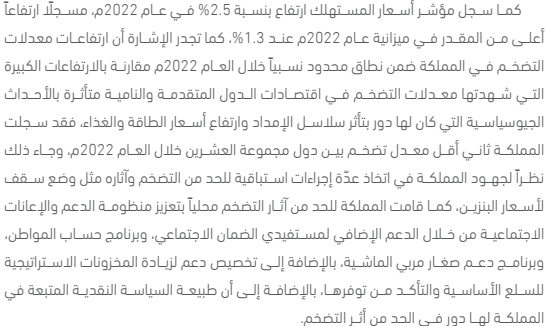 كما سجل مؤشر أسعار المستهلك ارتفاع بنسبة 2.5% في عام 2022م، مسجلًا ارتفاعاً
أعلى من المقدر في ميزانية عام 2022م عند 1.3%، كما تجدر الإشارة أن ارتفاعات معدلات
التضخم في المملكة ضمن نطاق محدود نسبياً خلال العام 2022م مقارنة بالارتفاعات الكبيرة
التي شهدتها معدلات التضخم في اقتصادات الدول المتقدمة والنامية متأثرة بالأحداث
الجيوسياسية التي كان لها دور بتأثر سلاسل الإمداد وارتفاع أسعار الطاقة والغذاء، فقد سجلت
المملكة ثاني أقل معدل تضخم بين دول مجموعة العشرين خلال العام 2022م، وجاء ذلك
نظراً لجهود المملكة في اتخاذ عدّة إجراءات استباقية للحد من التضخم وآثاره مثل وضع سقف
لأسعار البنزين، كما قامت المملكة للحد من آثار التضخم محلياً بتعزيز منظومة الدعم والإعانات
الاجتماعية من خلال الدعم الإضافي لمستفيدي الضمان الاجتماعي، وبرنامج حساب المواطن،
وبرنامج دعم صغار مربي الماشية، بالإضافة إلى تخصيص دعم لزيادة المخزونات الاستراتيجية
للسلع الأساسية والتأكد من توفرها، بالإضافة إلى أن طبيعة السياسة النقدية المتبعة في
المملكة لها دور في الحد من أثر التضخم.